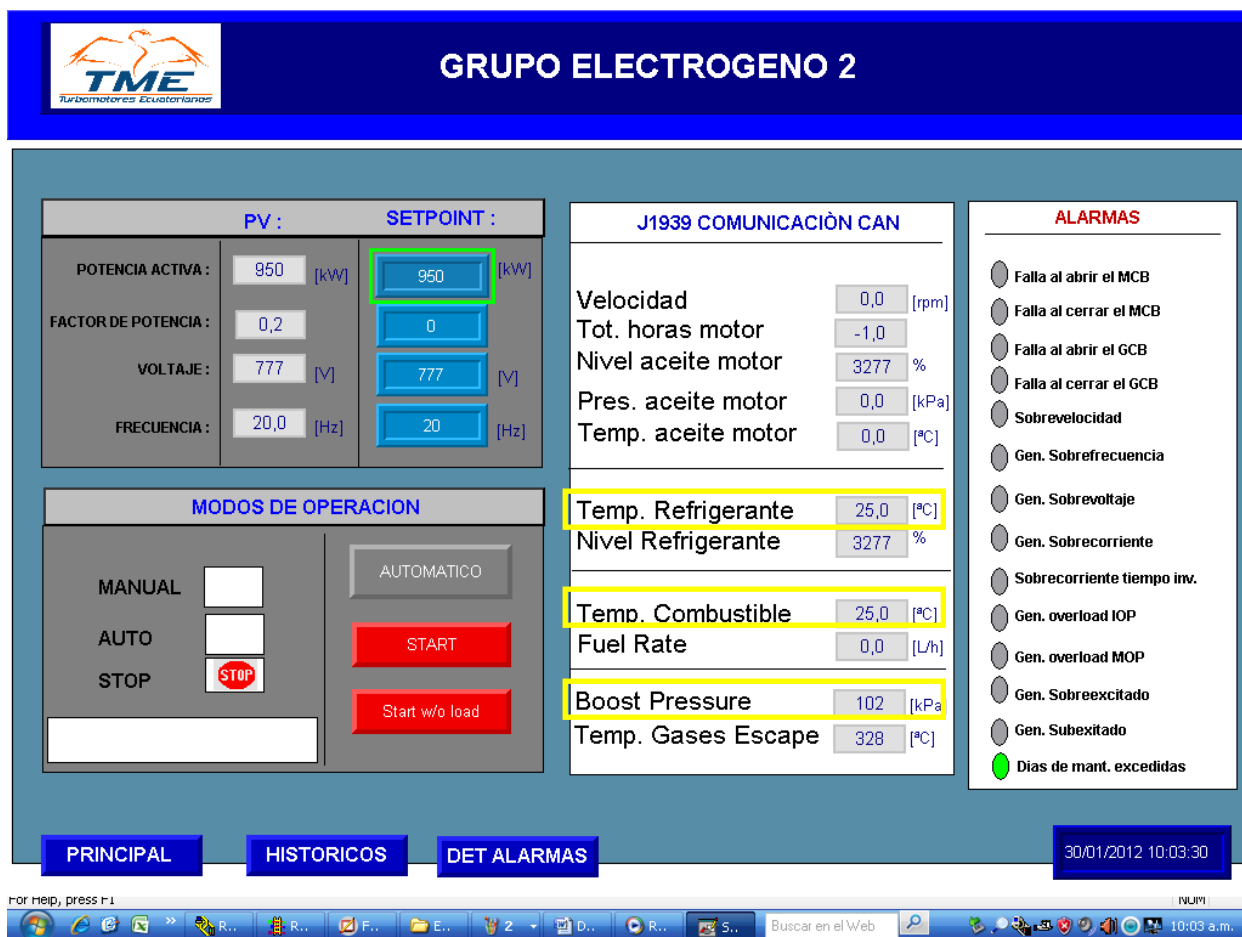 TME
Turbomotores Ecuatorianos
GRUPO ELECTROGENO 2
PV :
SETPOINT :
POTENCIA ACTIVA :
950
[kW]
950
[kW]
FACTOR DE POTENCIA :
0,2
0
VOLTAJE :
777
[V]
777
[V]
FRECUENCIA :
20,0
[Hz]
20
[Hz]
MODOS DE OPERACION
MANUAL
AUTO
STOP
STOP
AUTOMATICO
START
Start w/o load
J1939 COMUNICACIÒN CAN
Velocidad 0,0 [rpm]
Tot. horas motor -1,0
Nivel aceite motor 3277 %
Pres. aceite motor 0,0 [kPa]
Temp. aceite motor 0,0 [ªC]
Temp. Refrigerante 25,0 [ªC]
Nivel Refrigerante 3277 %
Temp. Combustible 25,0 [ªC]
Fuel Rate 0,0 [L/h]
Boost Pressure 102 [kPa
Temp. Gases Escape 328 [ªC]
ALARMAS
Falla al abrir el MCB
Falla al cerrar el MCB
Falla al abrir el GCB
Falla al cerrar el GCB
Sobrevelocidad
Gen. Sobrefrecuencia
Gen. Sobrevoltaje
Gen. Sobrecorriente
Sobrecorriente tiempo inv.
Gen. overload IOP
Gen. overload MOP
Gen. Sobreexcitado
Gen. Subexitado
Dias de mant. excedidas
PRINCIPAL
HISTORICOS
DET ALARMAS
30/01/2012 10:03:30
For Help, press F1
NUM
R..
R..
F..
E..
2
D..
R..
S..
Buscar en el Web
10:03 a.m.